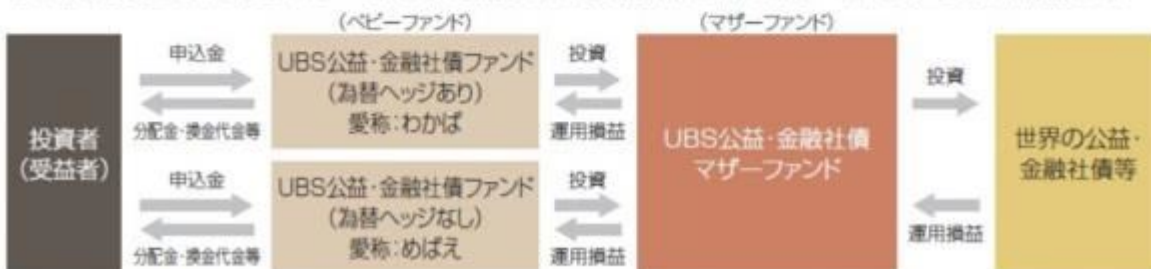 (ベビーファンド)
(マザーファンド)
投資者
(受益者)
申込金
分配金・換金代金等
UBS公益・金融社債ファンド
(為替ヘッジあり)
愛称:わかば
投資
運用損益
申込金
分配金・換金代金等
UBS公益・金融社債ファンド
(為替ヘッジなし)
愛称:めばえ
投資
運用損益
UBS公益・金融社債
マザーファンド
投資
運用損益
世界の公益・
金融社債等